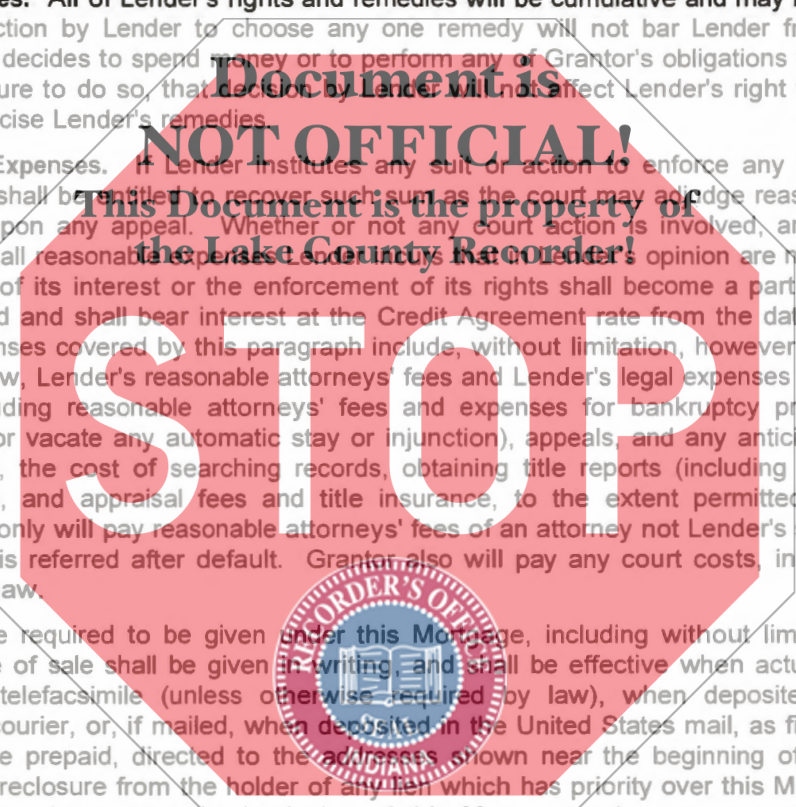 es. All of Lender's rights and remedies will be cumulative and may
ction by Lender to choose any one remedy will not bar Lender fr
decides to spend money or to perform any of Grantor's obligations
ure to do so, that decision by Lender will not affect Lender's right
cise Lender's remedies.
Document is
NOT OFFICIAL!
This Document is the property of
the Lake County Recorder!
STOP
Expenses. If Lender institutes any suit or action to enforce any
shall be entitled to recover such sum as the court may adjudge reas
pon any appeal. Whether or not any court action is involved, an
all reasonable expenses Lender incurs that in Lender's opinion are n
of its interest or the enforcement of its rights shall become a part
d and shall bear interest at the Credit Agreement rate from the dat
nses covered by this paragraph include, without limitation, however
w, Lender's reasonable attorneys' fees and Lender's legal expenses
uding reasonable attorneys' fees and expenses for bankruptcy pr
or vacate any automatic stay or injunction), appeals, and any antici
, the cost of searching records, obtaining title reports (including
, and appraisal fees and title insurance, to the extent permitted
only will pay reasonable attorneys' fees of an attorney not Lender's
is referred after default. Grantor also will pay any court costs, in
aw.
RECORDER'S OFFICE
SEAL
INDIANA
e required to be given under this Mortgage, including without lim
e of sale shall be given in writing, and shall be effective when actu
telefacsimile (unless otherwise required by law), when deposite
courier, or, if mailed, when deposited in the United States mail, as fi
e prepaid, directed to the addresses shown near the beginning of
reclosure from the holder of any lien which has priority over this M